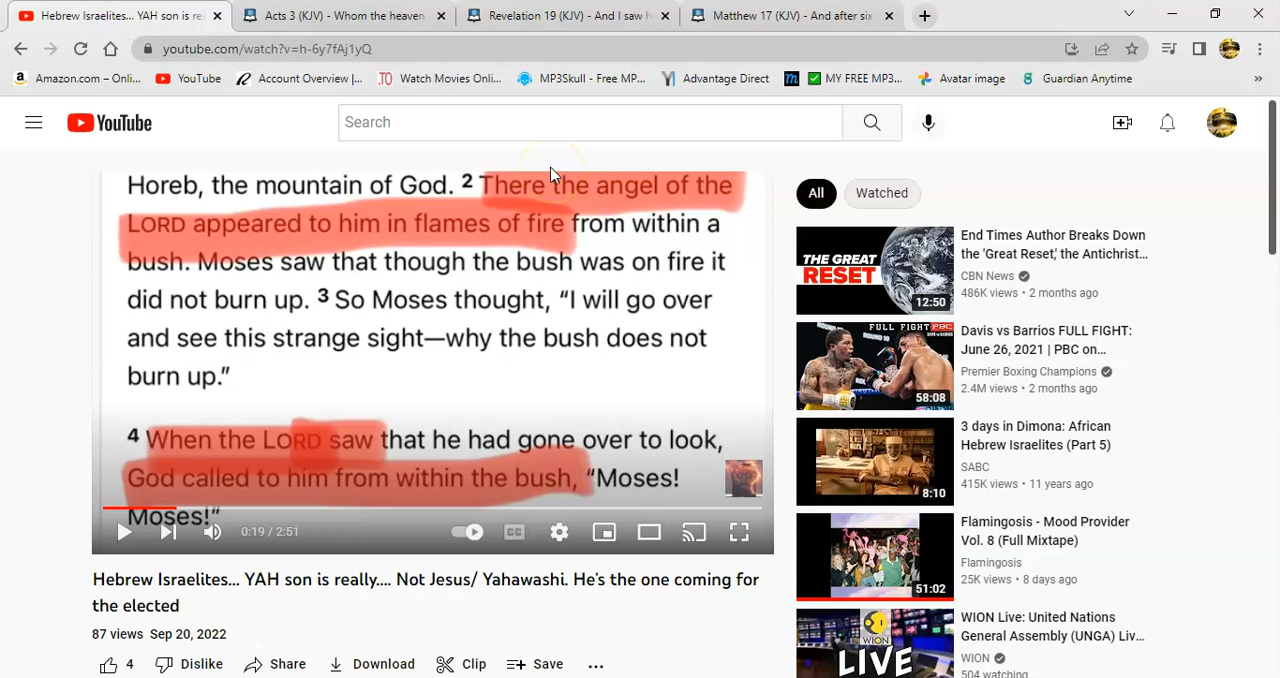 Hebrew Israelites... YAH son is re
Acts 3 (KJV) - Whom the heaven
Revelation 19 (KJV) - And I saw h
Matthew 17 (KJV) - And after six
youtube.com/watch?v=h-6y7fAj1yQ
Amazon.com – Onli...
YouTube
Account Overview |...
TO Watch Movies Onl...
MP3Skull - Free MP...
Advantage Direct
m MY FREE MP3...
Avatar image
Guardian Anytime
»
YouTube
Search
Horeb, the mountain of God. 2 There the angel of the
LORD appeared to him in flames of fire from within a
bush. Moses saw that though the bush was on fire it
did not burn up. 3 So Moses thought, “I will go over
and see this strange sight—why the bush does not
burn up.”
4 When the LORD saw that he had gone over to look,
God called to him from within the bush, “Moses!
Moses!”
0:19 / 2:51
CC
Hebrew Israelites... YAH son is really.... Not Jesus/ Yahawashi. He's the one coming for
the elected
87 views Sep 20, 2022
4 Dislike Share Download Clip Save ...
All Watched
THE GREAT
RESET
12:50
End Times Author Breaks Down
the 'Great Reset,' the Antichrist...
CBN News
486K views • 2 months ago
FULL FIGHT PBC
58:08
Davis vs Barrios FULL FIGHT:
June 26, 2021 | PBC on...
Premier Boxing Champions
2.4M views • 2 months ago
8:10
3 days in Dimona: African
Hebrew Israelites (Part 5)
SABC
415K views • 11 years ago
51:02
Flamingosis - Mood Provider
Vol. 8 (Full Mixtape)
Flamingosis
25K views • 8 days ago
WION
LIVE
WION Live: United Nations
General Assembly (UNGA) Liv...
WION
504 watching